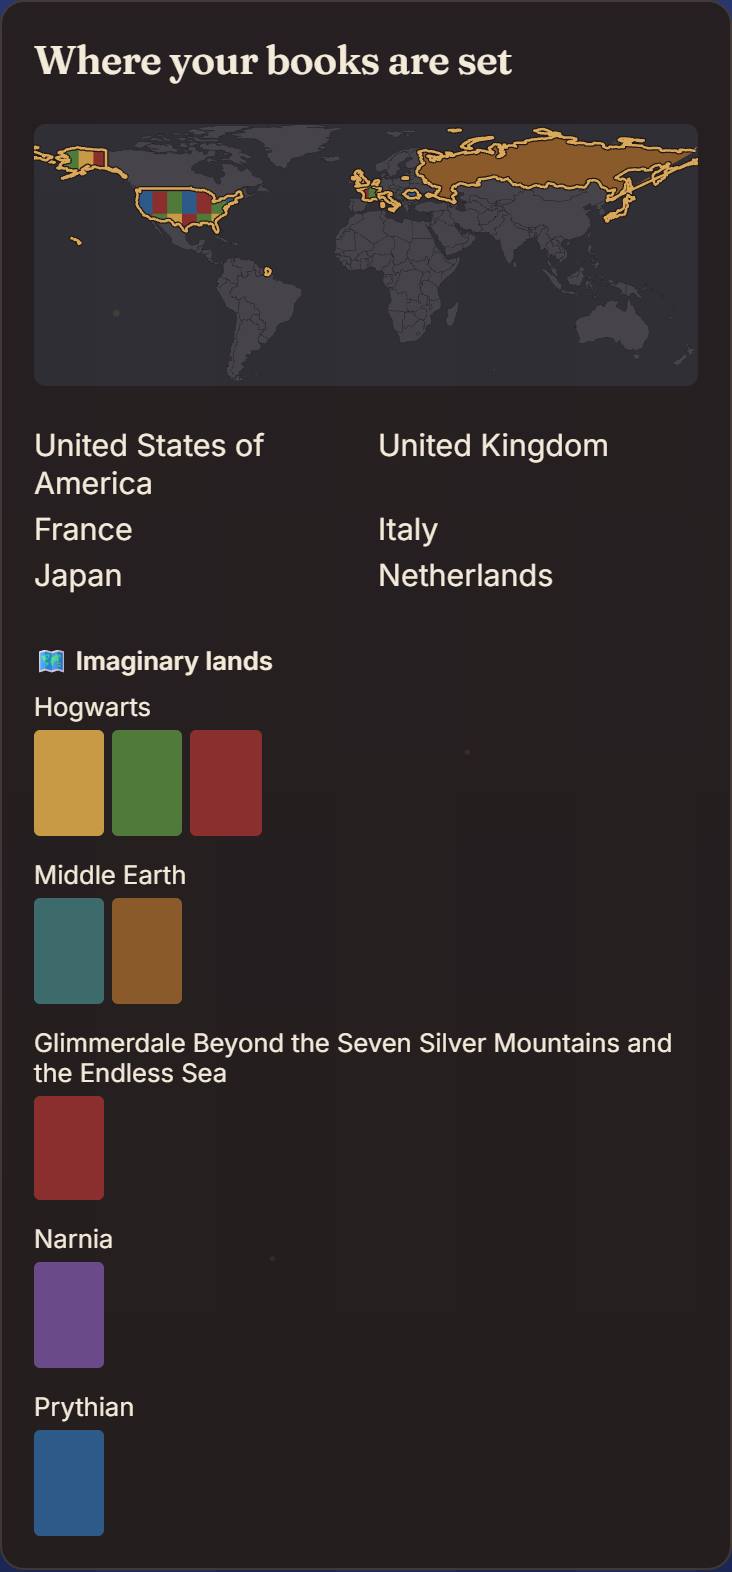 Where your books are set
United States of
America
United Kingdom
France
Italy
Japan
Netherlands
Imaginary lands
Hogwarts
Middle Earth
Glimmerdale Beyond the Seven Silver Mountains and
the Endless Sea
Narnia
Prythian